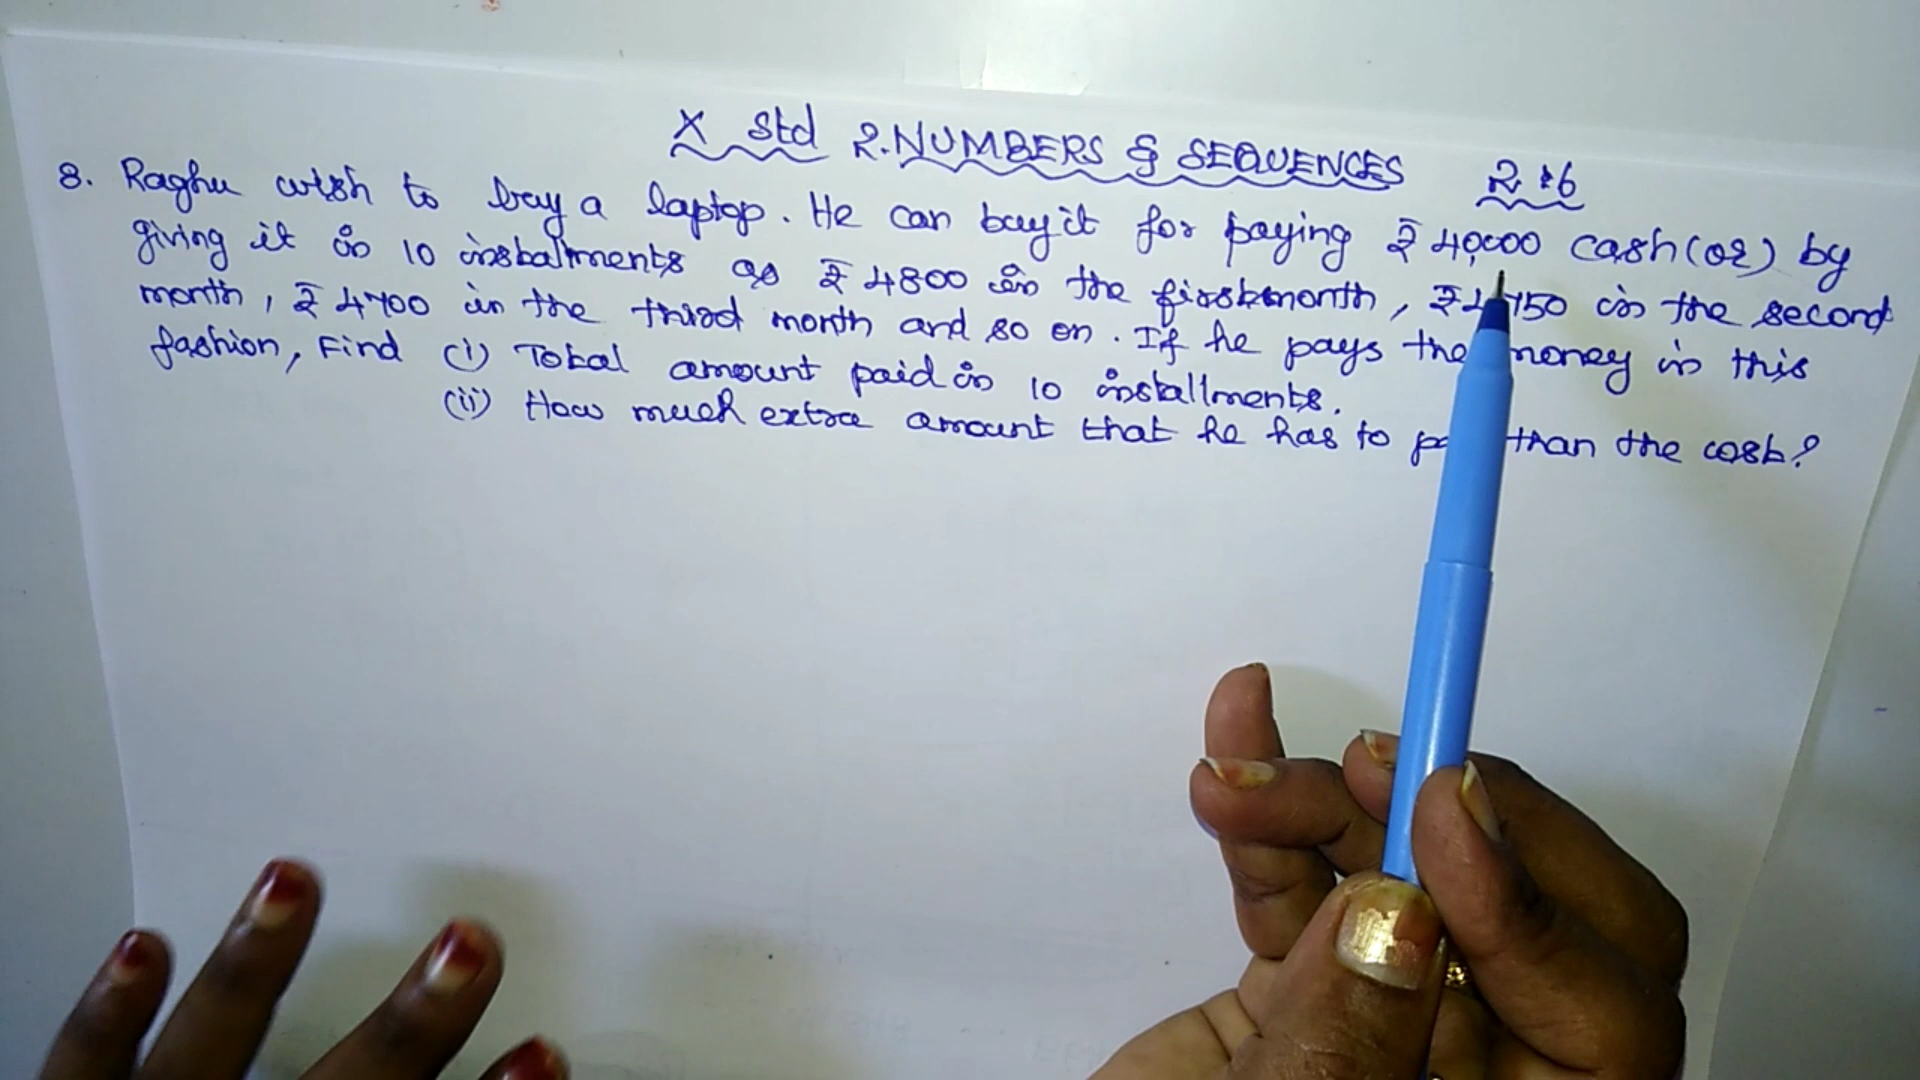 X Std 2.NUMBERS & SEQUENCES 2.6
8. Raghu wish to buy a laptop. He can buy it for paying ₹ 40,000 cash (or) by
giving it in 10 installments as ₹ 4800 in the first month, ₹ 4750 in the second
month, ₹ 4700 in the third month and so on. If he pays the money in this
fashion, Find (i) Total amount paid in 10 installments.
(ii) How much extra amount that he has to than the cost?